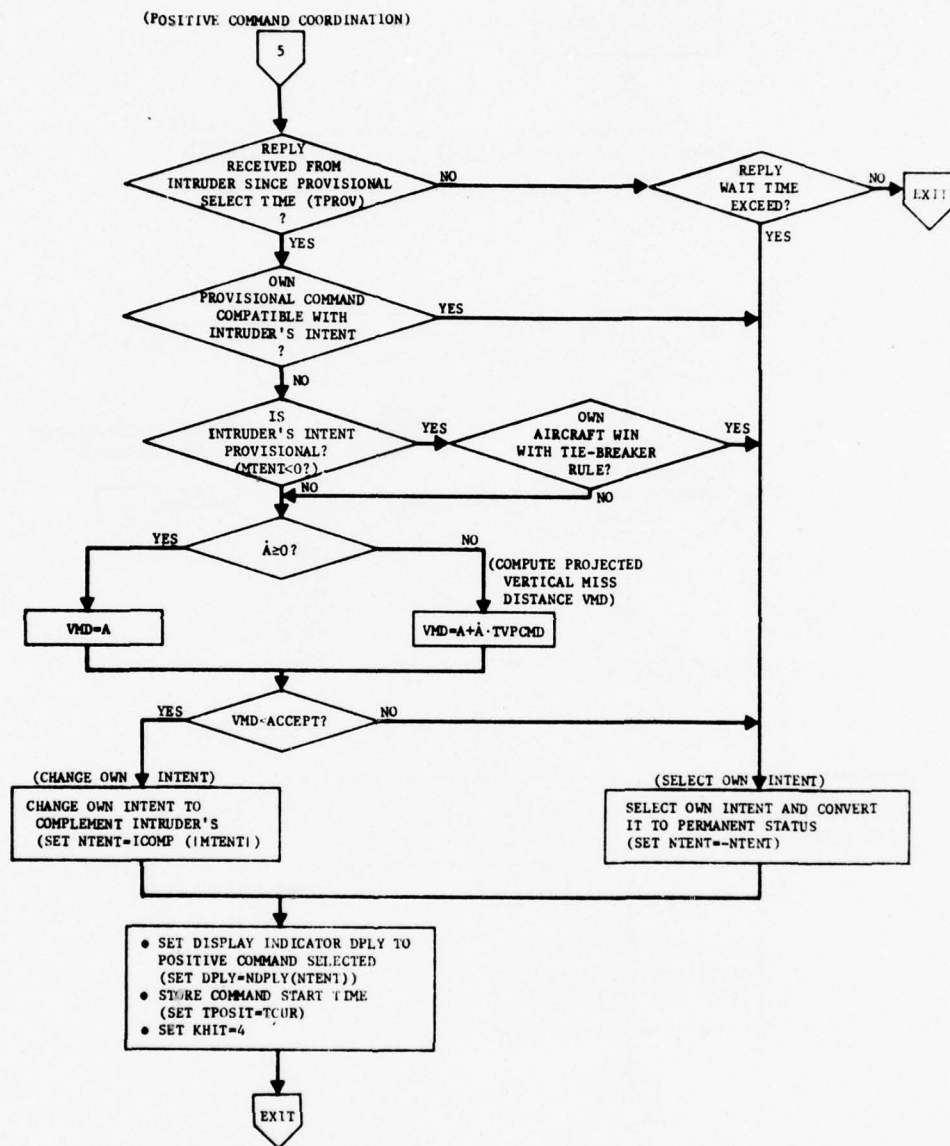 (POSITIVE COMMAND COORDINATION)
5
REPLY
RECEIVED FROM
INTRUDER SINCE PROVISIONAL
SELECT TIME (TPROV)
?
NO
REPLY
WAIT TIME
EXCEED?
NO
EXIT
YES
YES
OWN
PROVISIONAL COMMAND
COMPATIBLE WITH
INTRUDER'S INTENT
?
YES
NO
IS
INTRUDER'S INTENT
PROVISIONAL?
(MTENT<0?)
YES
OWN
AIRCRAFT WIN
WITH TIE-BREAKER
RULE?
YES
NO
NO
YES
Ȧ≥0?
NO
(COMPUTE PROJECTED
VERTICAL MISS
DISTANCE VMD)
VMD=A
VMD=A+Ȧ·TVPCMD
YES
VMD<ACCEPT?
NO
(CHANGE OWN INTENT)
CHANGE OWN INTENT TO
COMPLEMENT INTRUDER'S
(SET NTENT=ICOMP (|MTENT|)
(SELECT OWN INTENT)
SELECT OWN INTENT AND CONVERT
IT TO PERMANENT STATUS
(SET NTENT=-NTENT)
• SET DISPLAY INDICATOR DPLY TO
POSITIVE COMMAND SELECTED
(SET DPLY=NDPLY(NTENT))
• STORE COMMAND START TIME
(SET TPOSIT=TCUR)
• SET KHIT=4
EXIT